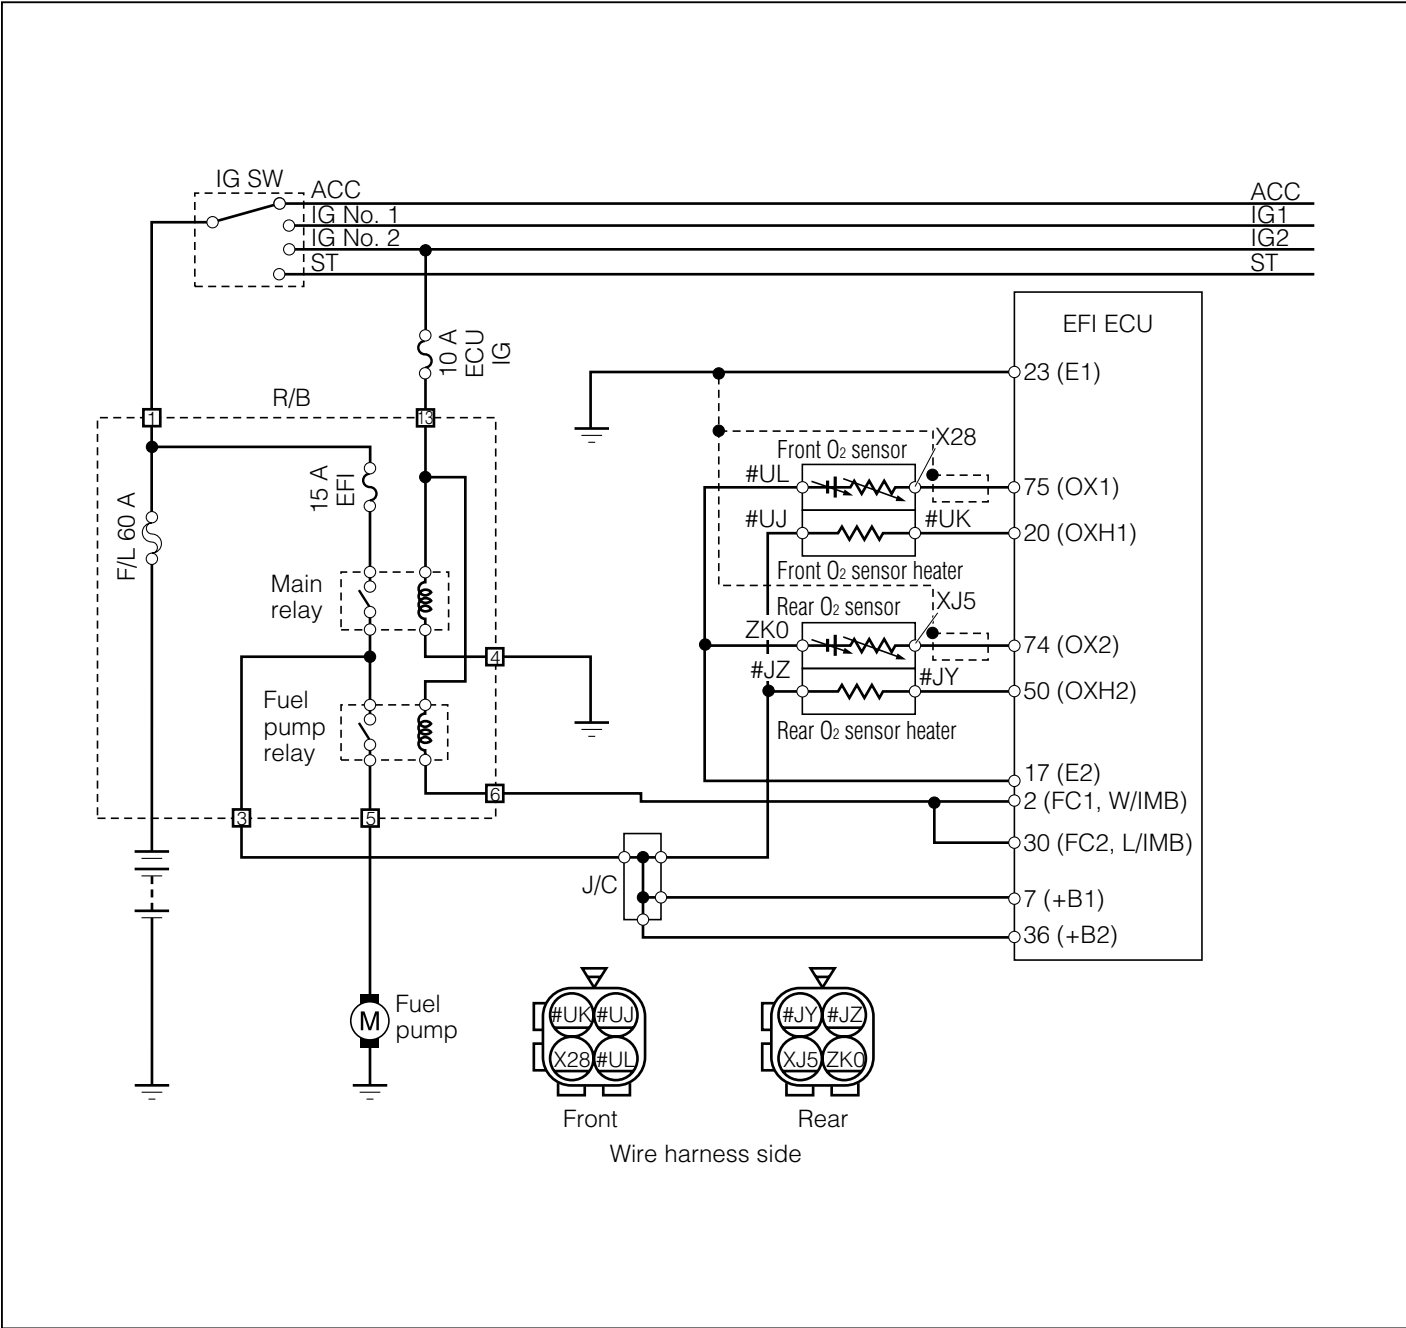 IG SW
ACC
IG No. 1
IG No. 2
ST
ACC
IG1
IG2
ST
10 A
ECU
IG
EFI ECU
23 (E1)
R/B
1
13
15 A
EFI
F/L 60 A
Main
relay
Fuel
pump
relay
4
6
3
5
Front O2 sensor
X28
#UL
75 (OX1)
#UJ
#UK
20 (OXH1)
Front O2 sensor heater
Rear O2 sensor
XJ5
ZK0
74 (OX2)
#JZ
#JY
50 (OXH2)
Rear O2 sensor heater
17 (E2)
2 (FC1, W/IMB)
30 (FC2, L/IMB)
J/C
7 (+B1)
36 (+B2)
M
Fuel
pump
#UK #UJ
X28 #UL
Front
#JY #JZ
XJ5 ZK0
Rear
Wire harness side